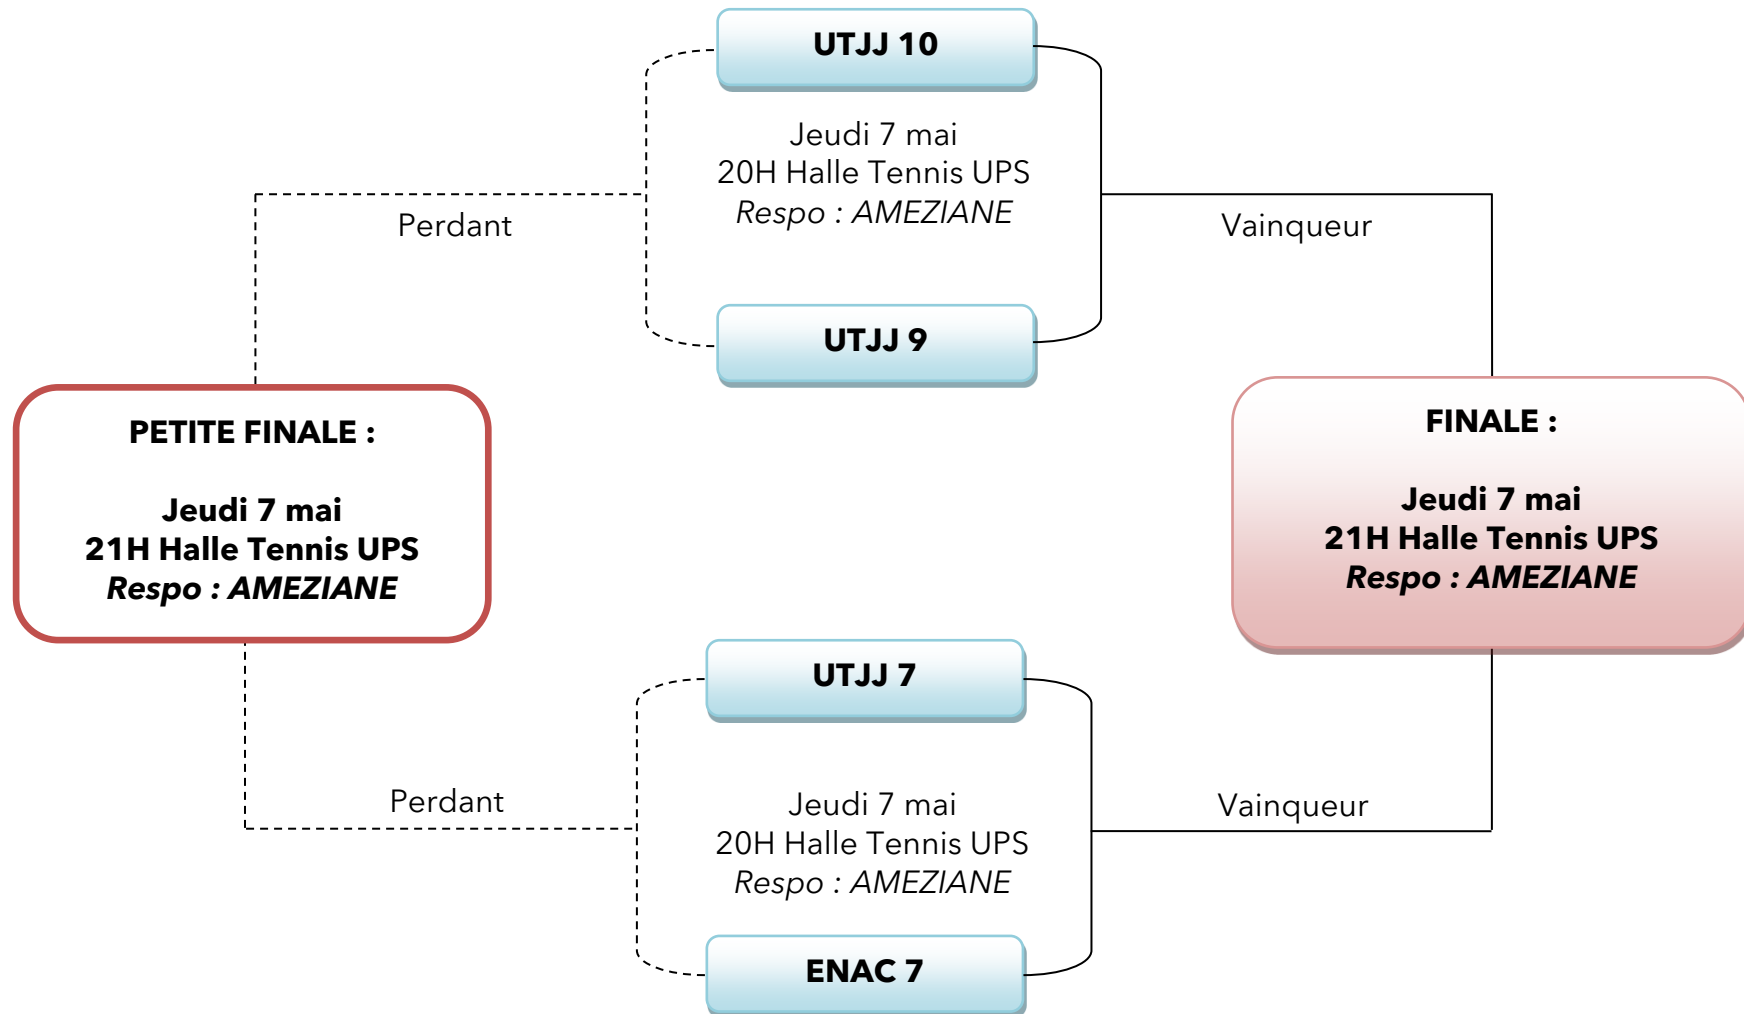 UTJJ 10
Jeudi 7 mai
20H Halle Tennis UPS
Respo : AMEZIANE
Perdant
Vainqueur
UTJJ 9
PETITE FINALE :
Jeudi 7 mai
21H Halle Tennis UPS
Respo : AMEZIANE
FINALE :
Jeudi 7 mai
21H Halle Tennis UPS
Respo : AMEZIANE
UTJJ 7
Perdant
Jeudi 7 mai
20H Halle Tennis UPS
Respo : AMEZIANE
Vainqueur
ENAC 7